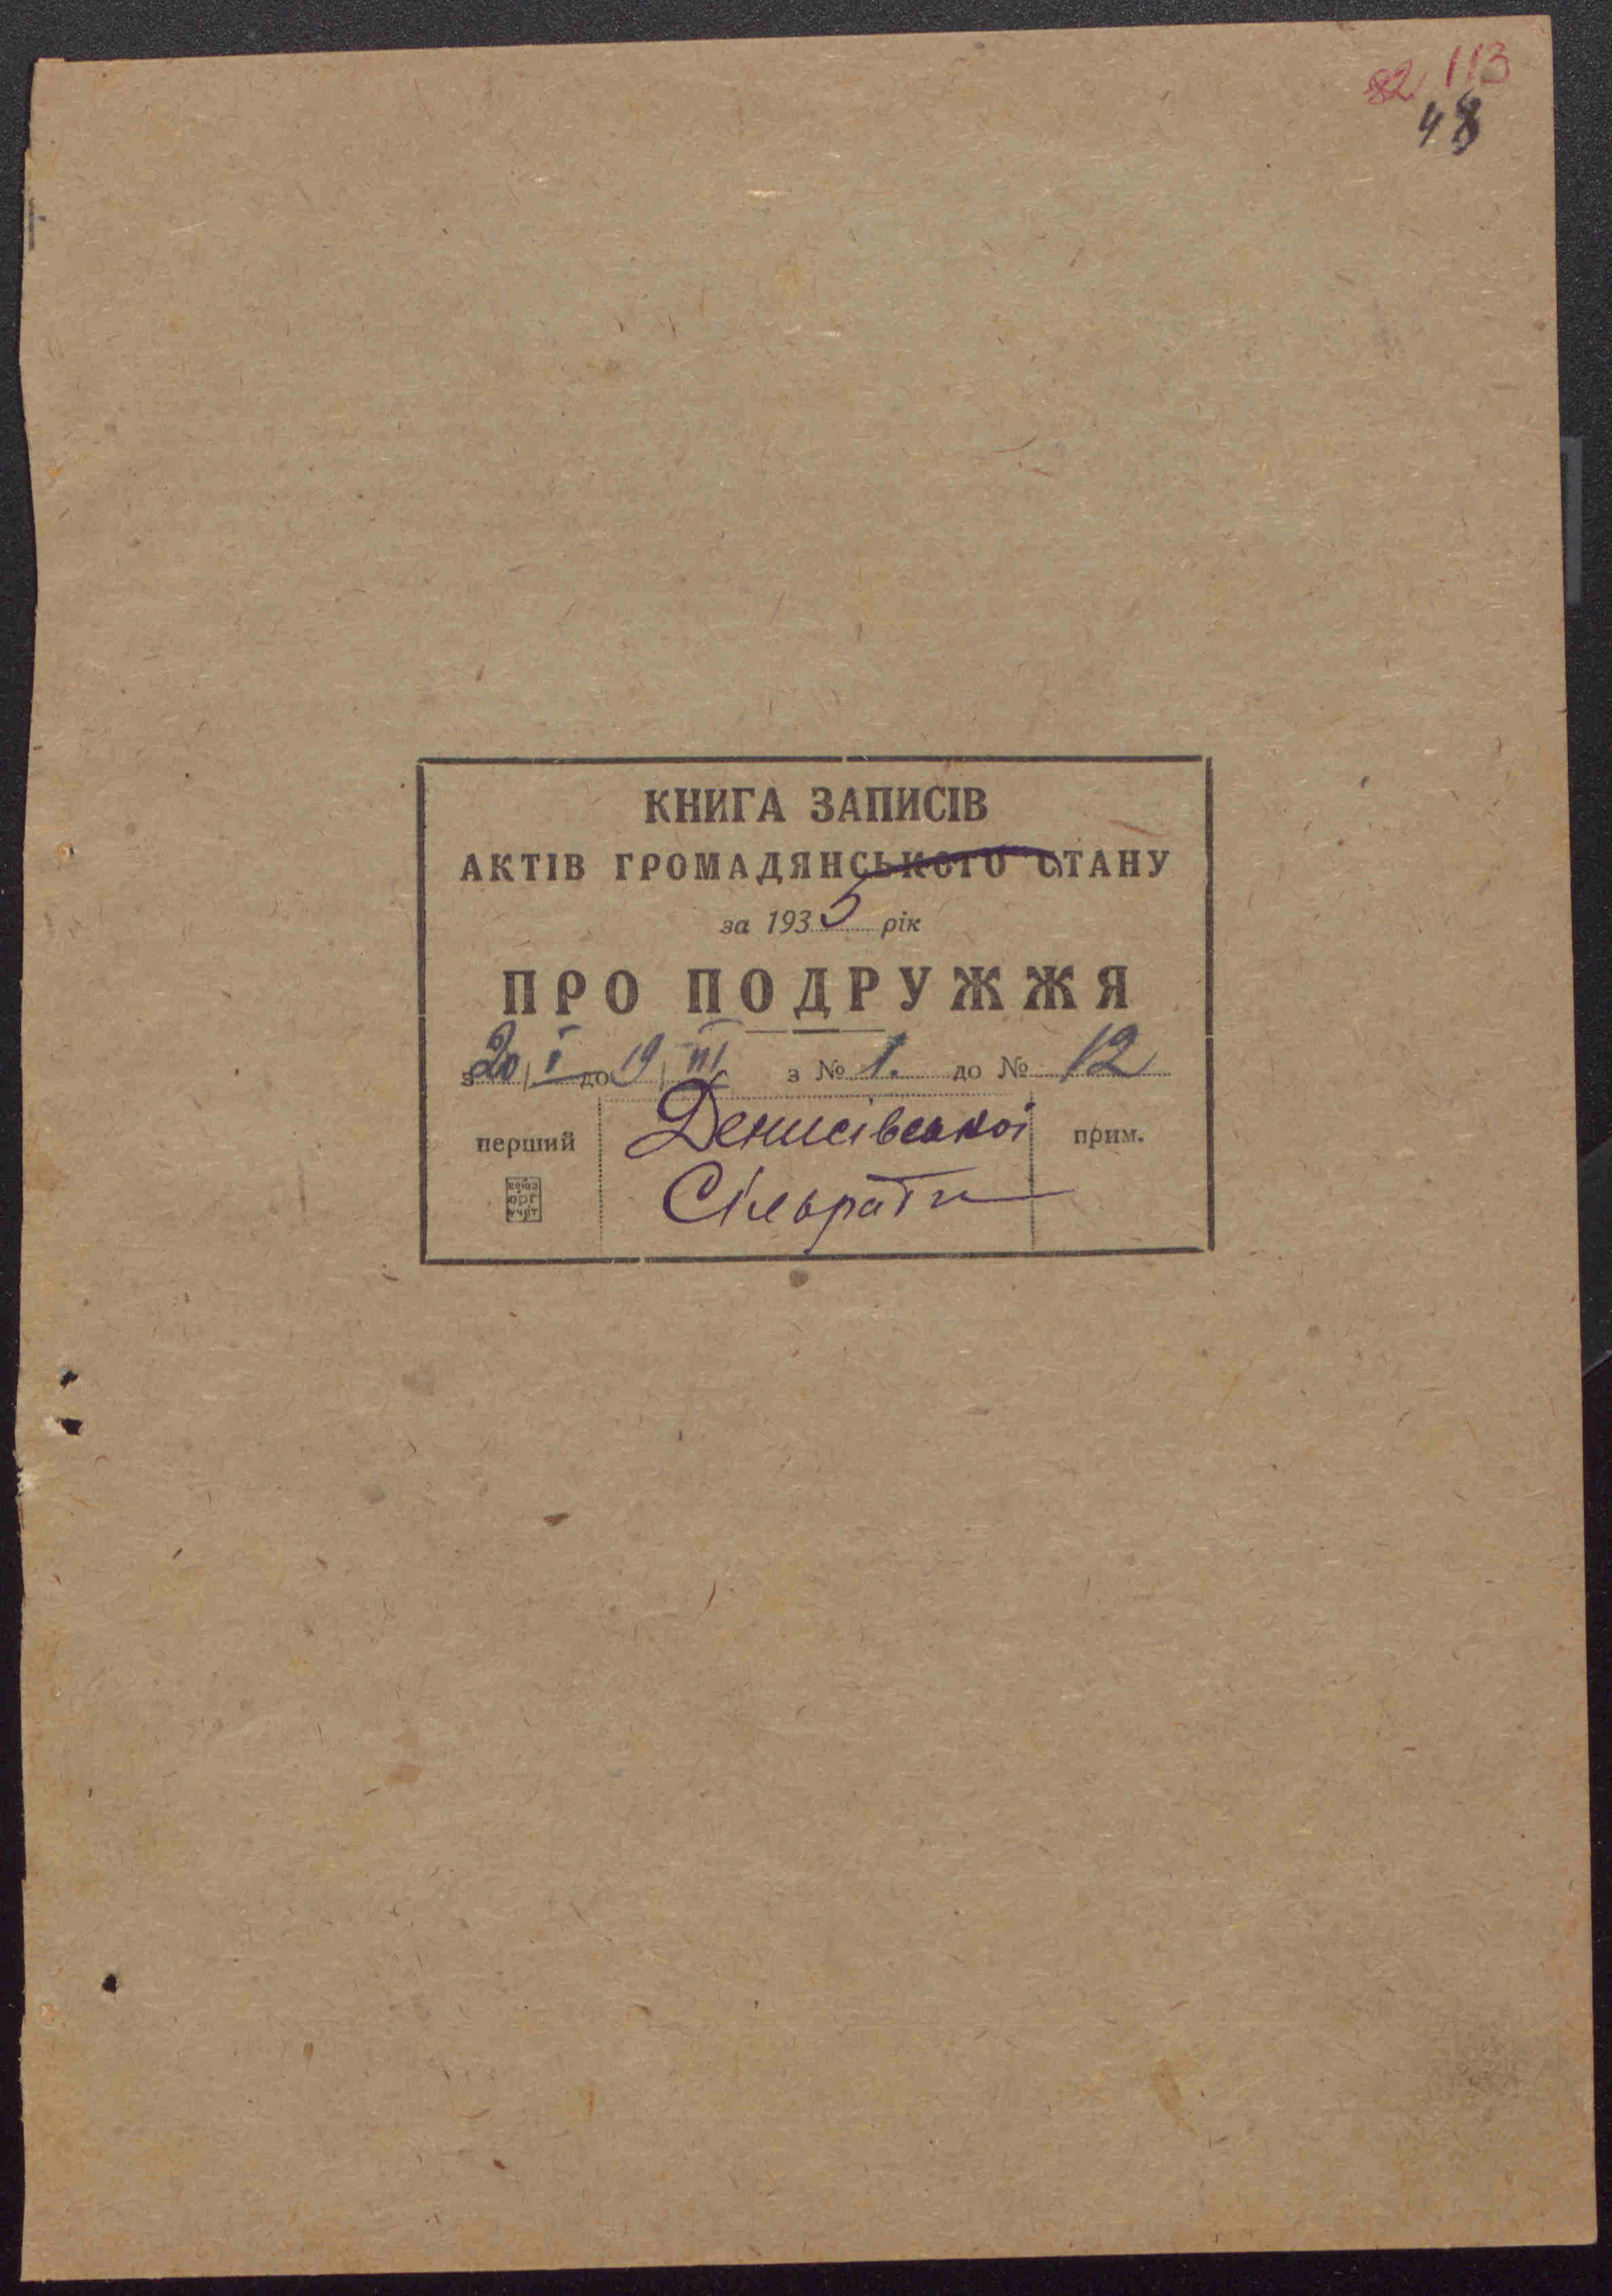 82 113
48
КНИГА ЗАПИСІВ
АКТІВ ГРОМАДЯНСЬКОГО СТАНУ
за 1935 рік
ПРО ПОДРУЖЖЯ
з 20/I до 19/III з № 1. до № 12
перший Денисівської прим.
Сільради